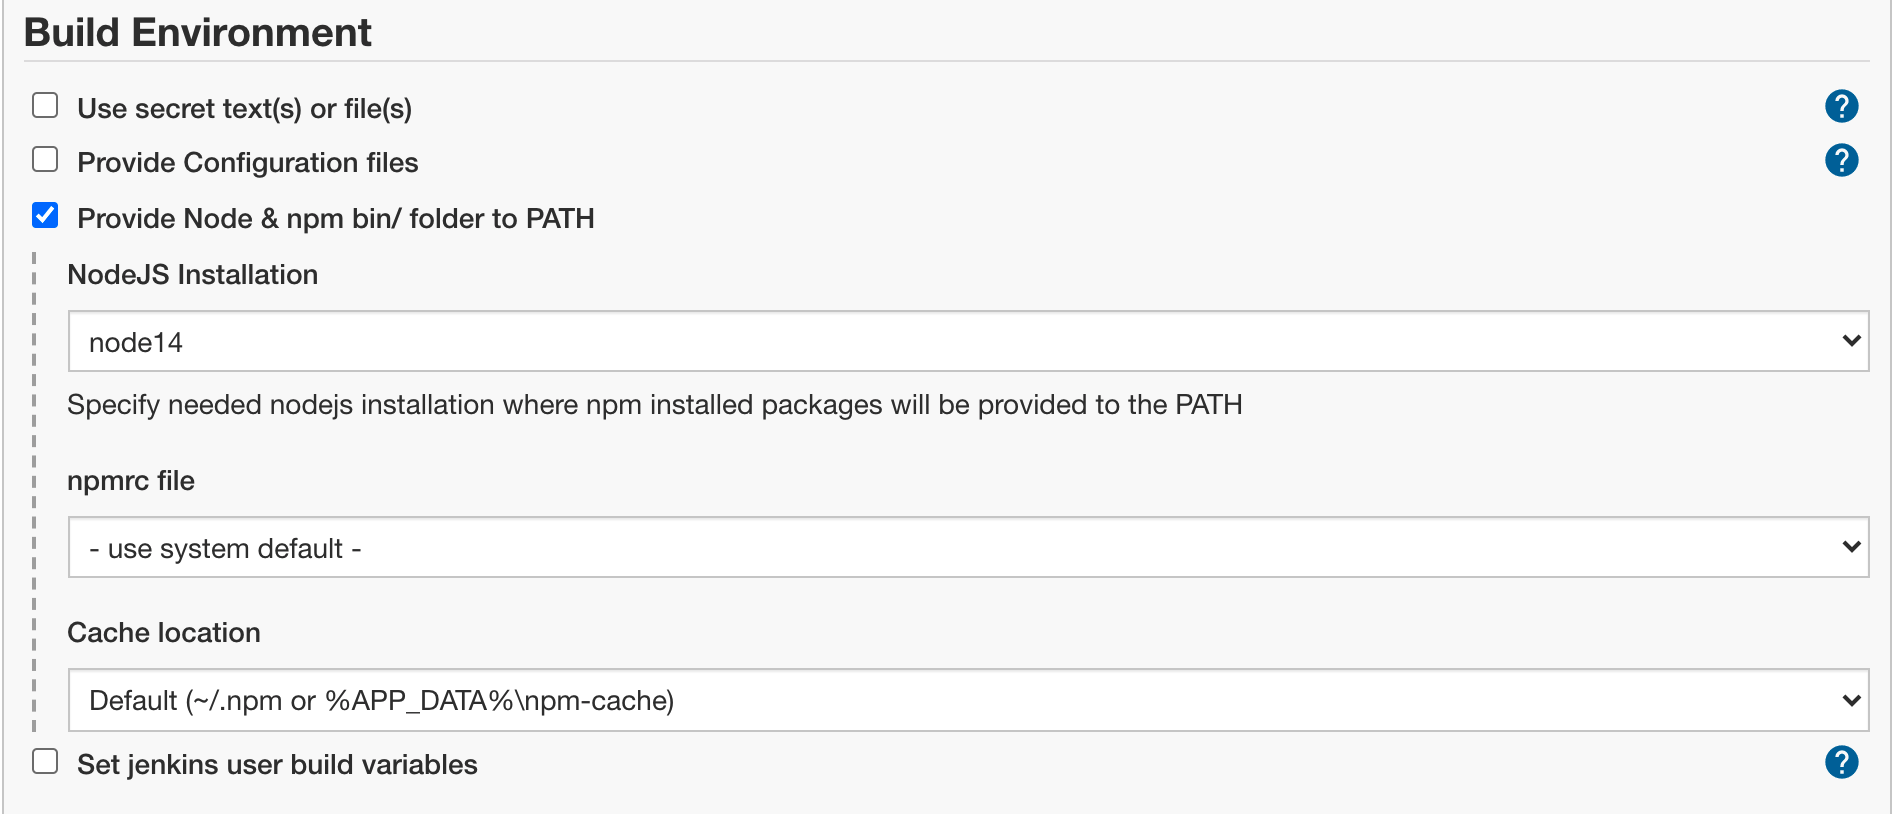 Build Environment
Use secret text(s) or file(s)
?
Provide Configuration files
?
Provide Node & npm bin/ folder to PATH
NodeJS Installation
node14
Specify needed nodejs installation where npm installed packages will be provided to the PATH
npmrc file
- use system default -
Cache location
Default (~/.npm or %APP_DATA%\npm-cache)
Set jenkins user build variables
?